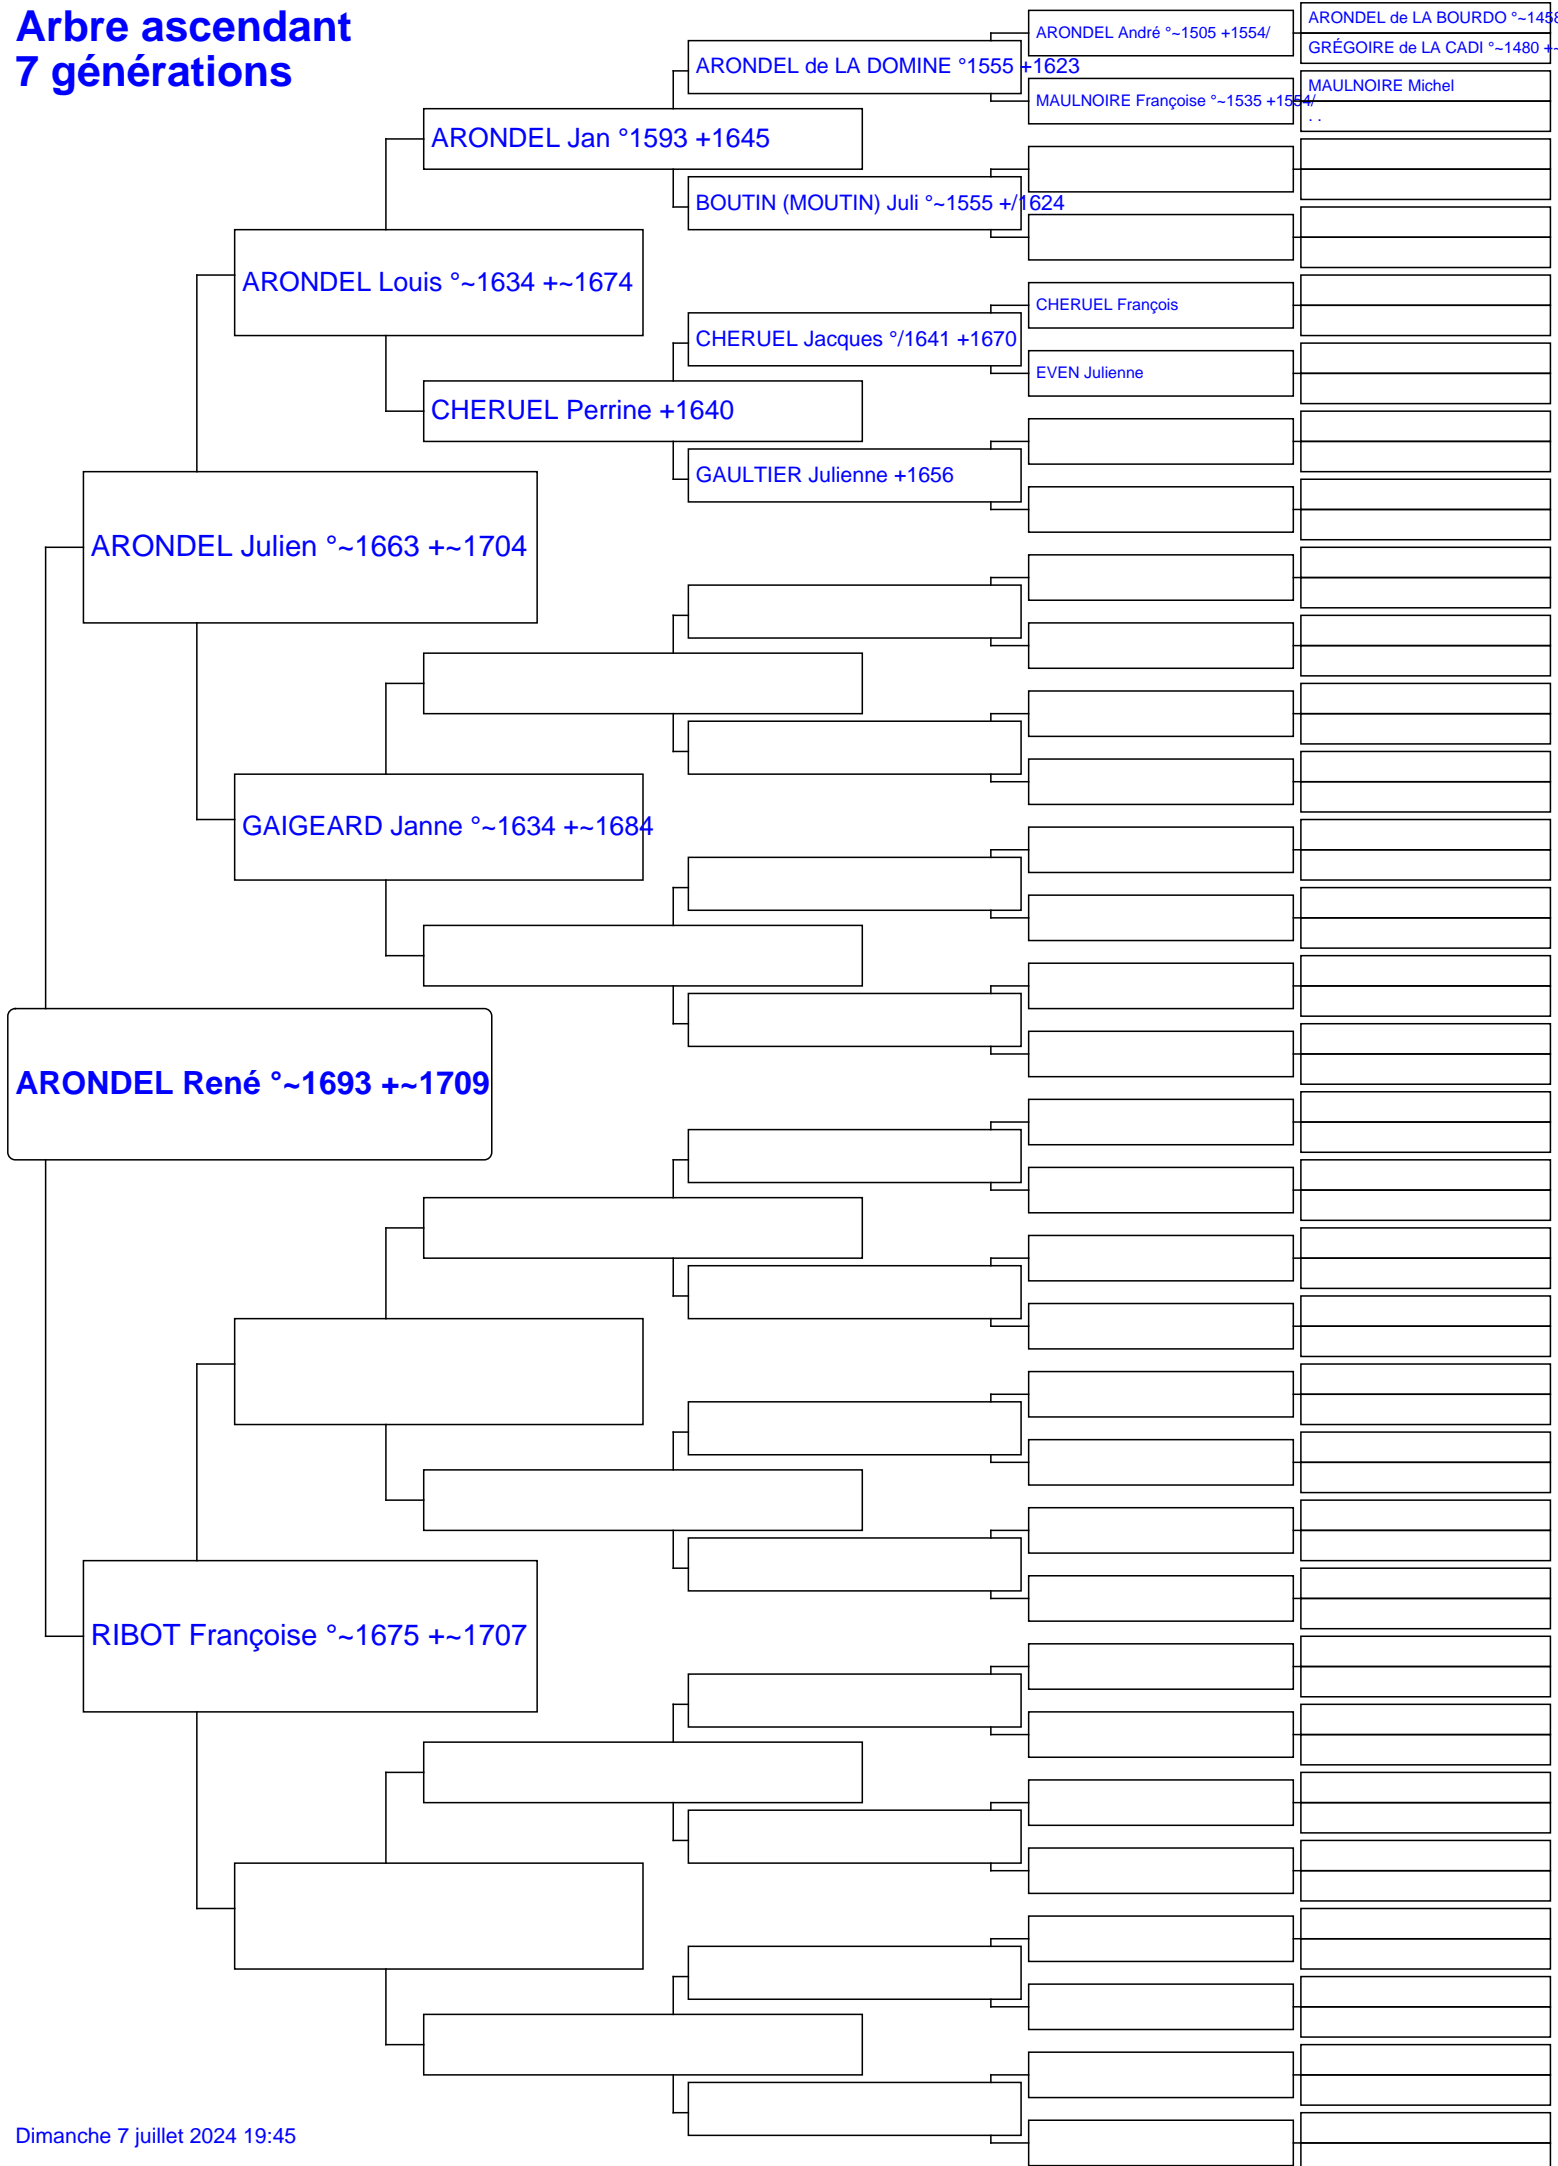 Arbre ascendant
7 générations
ARONDEL René °~1693 +~1709
ARONDEL Julien °~1663 +~1704
RIBOT Françoise °~1675 +~1707
ARONDEL Louis °~1634 +~1674
GAIGEARD Janne °~1634 +~1684
ARONDEL Jan °1593 +1645
CHERUEL Perrine +1640
ARONDEL de LA DOMINE °1555 +1623
BOUTIN (MOUTIN) Juli °~1555 +/1624
CHERUEL Jacques °/1641 +1670
GAULTIER Julienne +1656
ARONDEL André °~1505 +1554/
MAULNOIRE Françoise °~1535 +1554/
CHERUEL François
EVEN Julienne
ARONDEL de LA BOURDO °~1458
GRÉGOIRE de LA CADI °~1480 +~
MAULNOIRE Michel
. .
Dimanche 7 juillet 2024 19:45